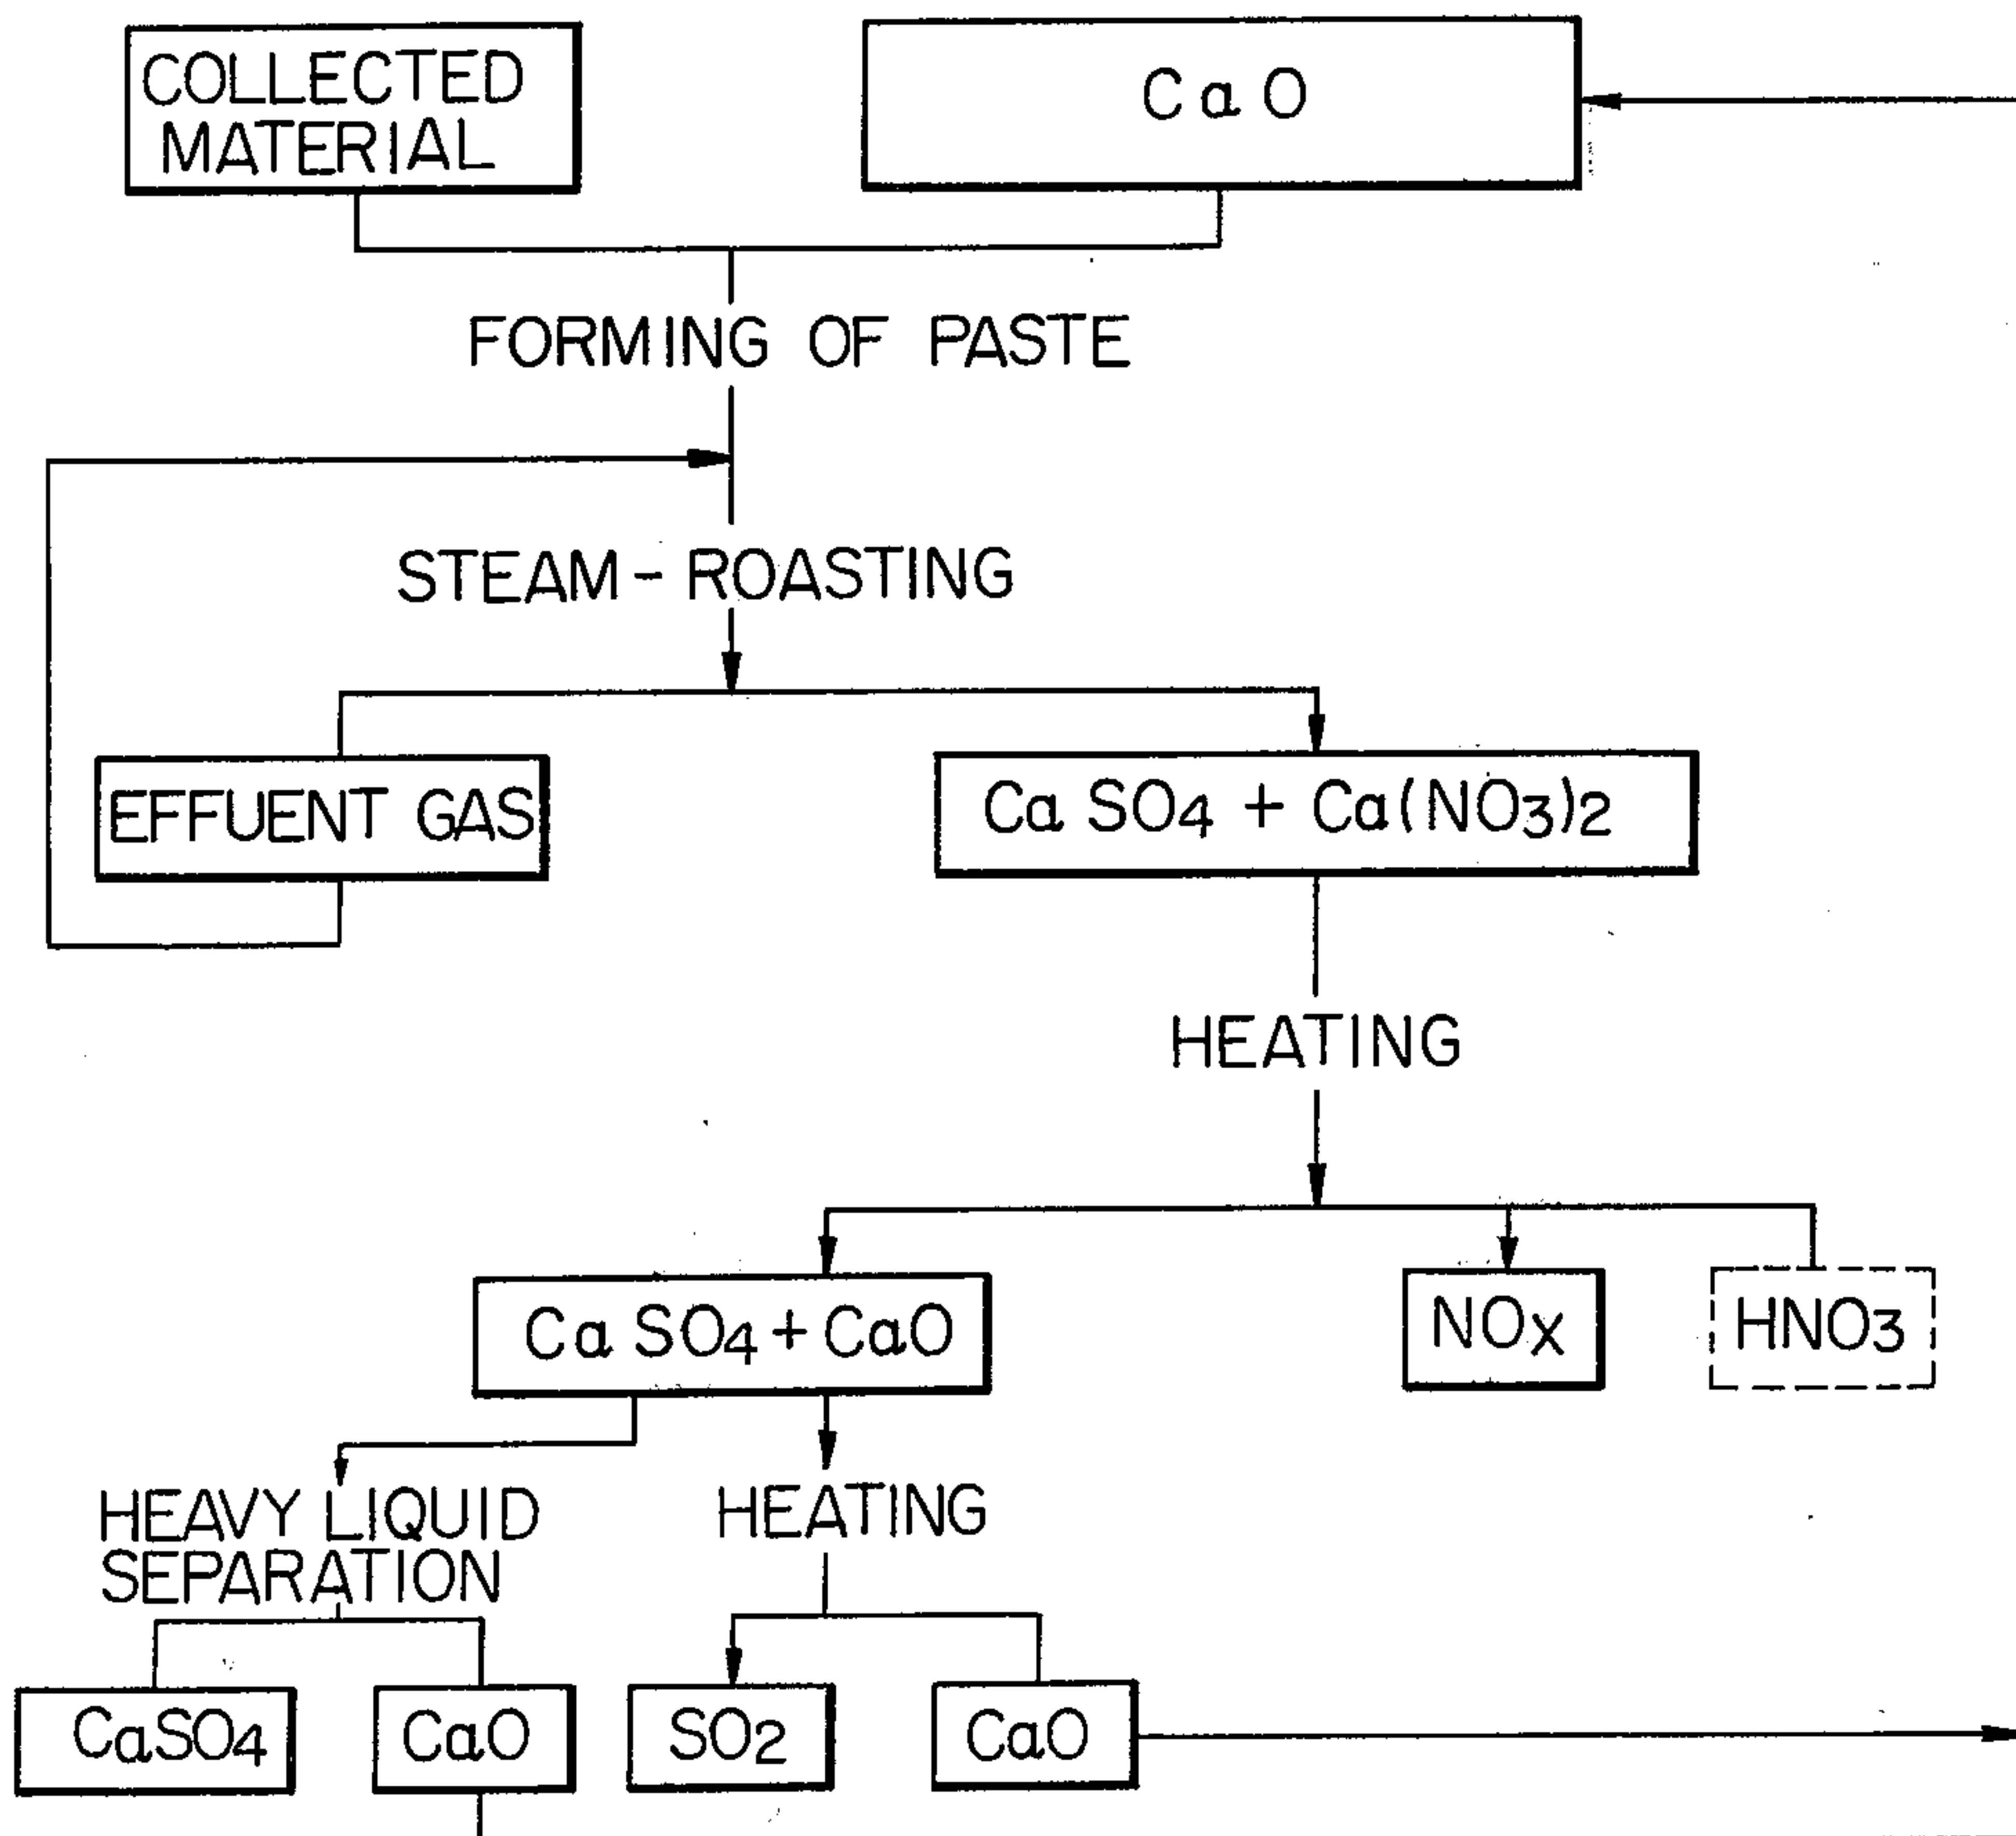 COLLECTED
MATERIAL
CaO
FORMING OF PASTE
STEAM-ROASTING
EFFUENT GAS
Ca SO4 + Ca(NO3)2
HEATING
Ca SO4 + CaO
NOx
HNO3
HEAVY LIQUID
SEPARATION
HEATING
CaSO4
CaO
SO2
CaO